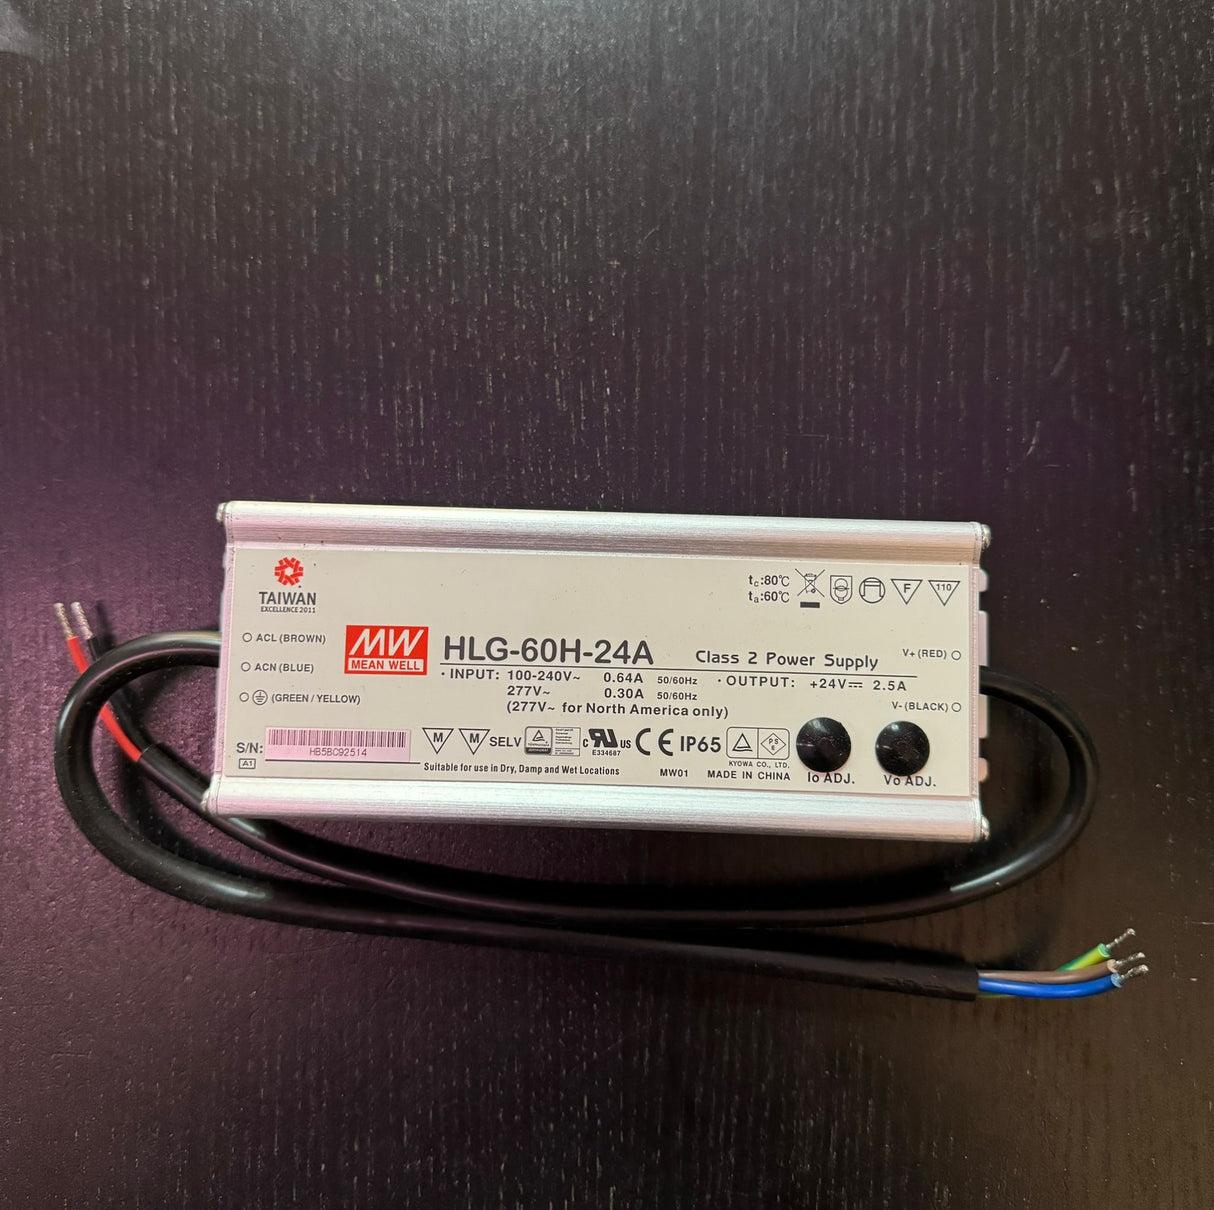 TAIWAN
EXCELLENCE 2011
ACL (BROWN)
ACN (BLUE)
(GREEN / YELLOW)
S/N:
HB5BC92514
A1
MW
MEAN WELL
HLG-60H-24A
Class 2 Power Supply
· INPUT: 100-240V~ 0.64A 50/60Hz
277V~ 0.30A 50/60Hz
(277V~ for North America only)
· OUTPUT: +24V⎓ 2.5A
tc:80℃
ta:60℃
F
110
V+ (RED)
V- (BLACK)
M
M
SELV
c RU US
E334687
CE
IP65
PSE
KYOWA CO., LTD.
Suitable for use in Dry, Damp and Wet Locations
MW01
MADE IN CHINA
Io ADJ.
Vo ADJ.